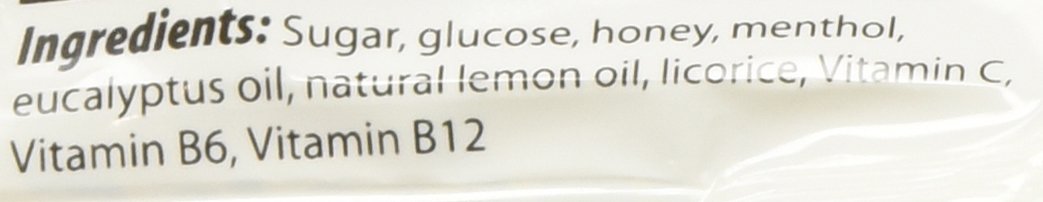 Ingredients: Sugar, glucose, honey, menthol,
eucalyptus oil, natural lemon oil, licorice, Vitamin C,
Vitamin B6, Vitamin B12